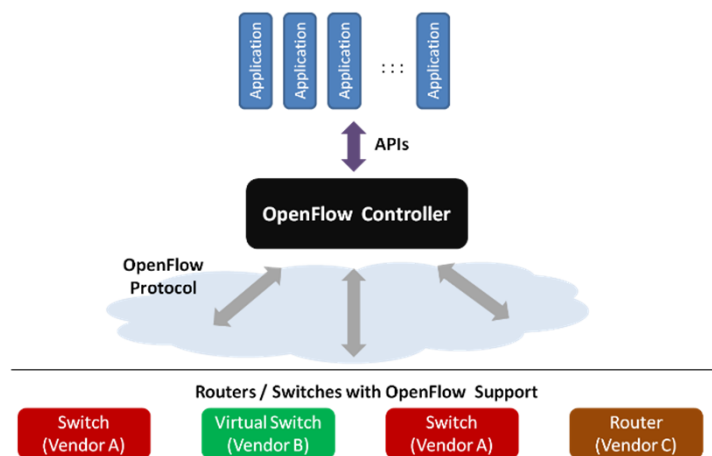 Application
Application
Application
: : :
Application
APIs
OpenFlow Controller
OpenFlow
Protocol
Routers / Switches with OpenFlow Support
Switch
(Vendor A)
Virtual Switch
(Vendor B)
Switch
(Vendor A)
Router
(Vendor C)